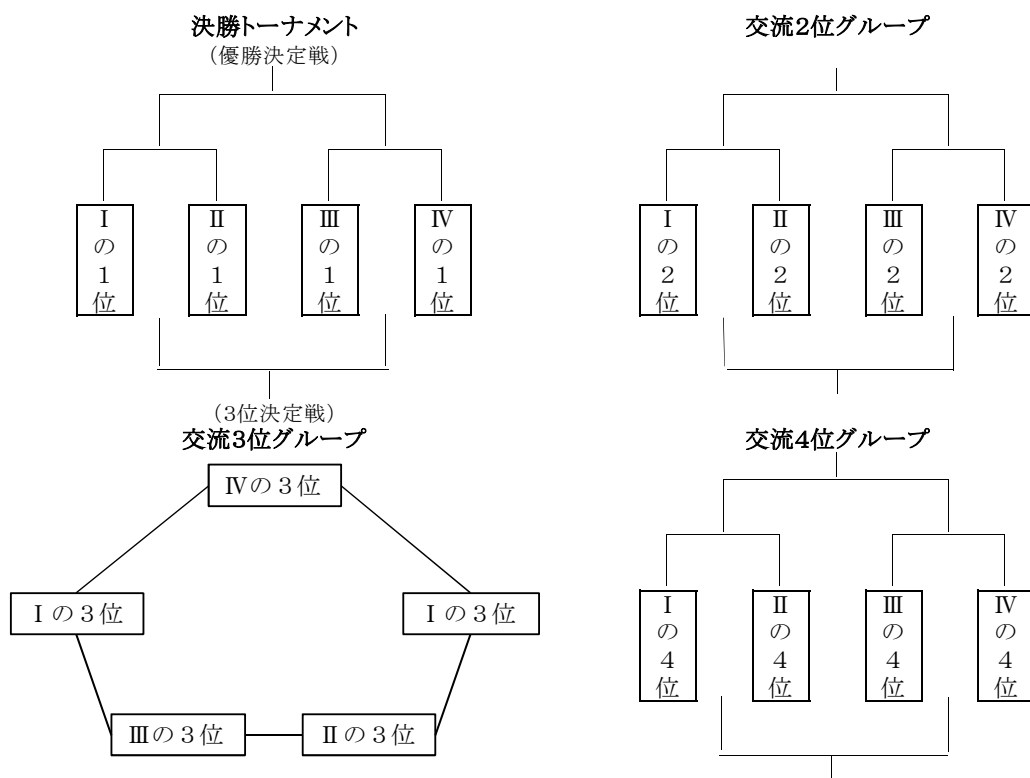 決勝トーナメント
（優勝決定戦）
Ⅰの1位
Ⅱの1位
Ⅲの1位
Ⅳの1位
（3位決定戦）
交流2位グループ
Ⅰの2位
Ⅱの2位
Ⅲの2位
Ⅳの2位
交流3位グループ
Ⅳの３位
Ⅰの３位
Ⅰの３位
Ⅲの３位
Ⅱの３位
交流4位グループ
Ⅰの4位
Ⅱの4位
Ⅲの4位
Ⅳの4位